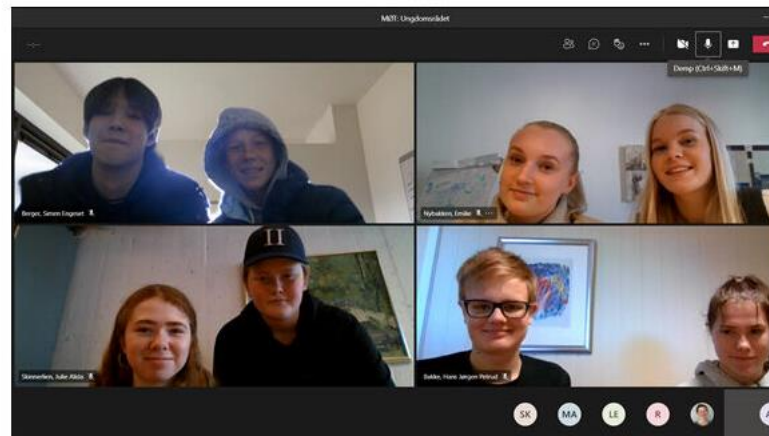 MØTE: Ungdomsrådet
Demp (Ctrl+Skift+M)
Berger, Simen Engeset
Nybakken, Emilie
II
Skinnerlien, Julie Alida
Bakke, Hans Jørgen Petrud
SK
MA
LE
R
A